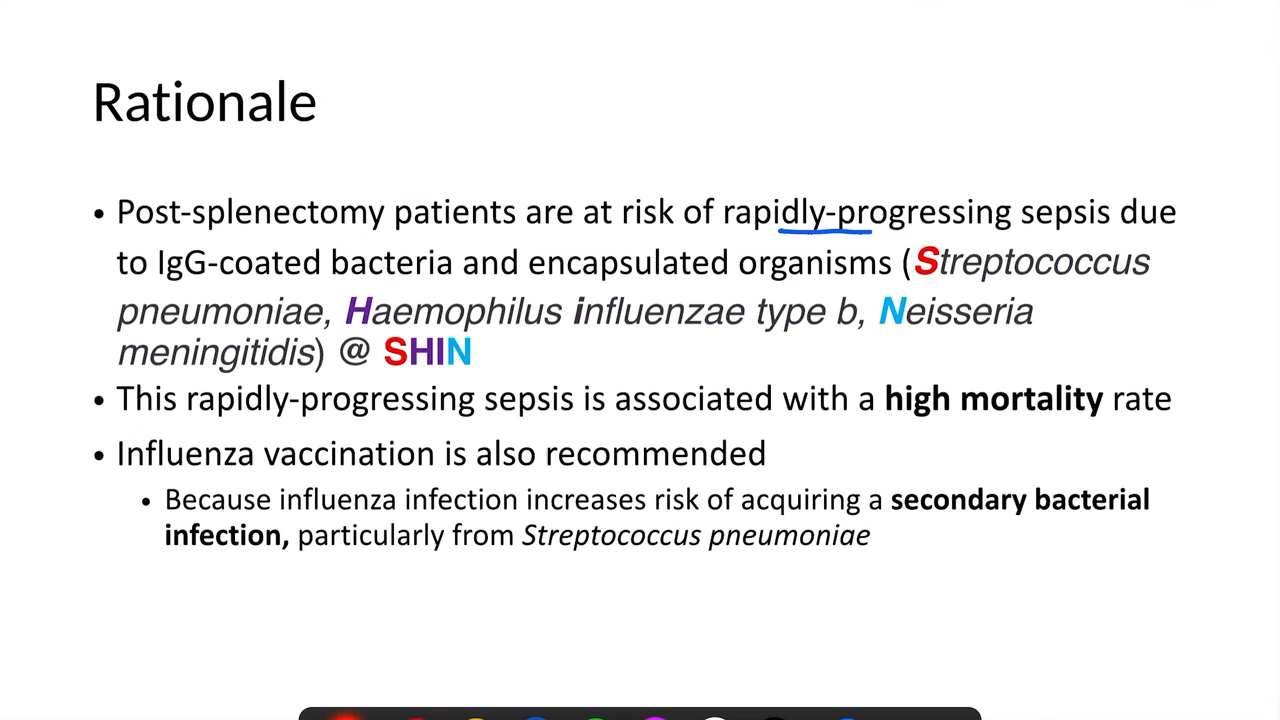 Rationale
• Post-splenectomy patients are at risk of rapidly-progressing sepsis due
to IgG-coated bacteria and encapsulated organisms (Streptococcus
pneumoniae, Haemophilus influenzae type b, Neisseria
meningitidis) @ SHIN
• This rapidly-progressing sepsis is associated with a high mortality rate
• Influenza vaccination is also recommended
• Because influenza infection increases risk of acquiring a secondary bacterial
infection, particularly from Streptococcus pneumoniae